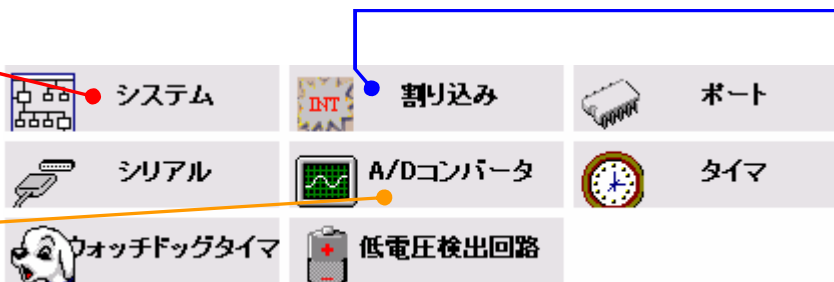 システム
INT
割り込み
ポート
シリアル
A/Dコンバータ
タイマ
ウォッチドッグタイマ
低電圧検出回路